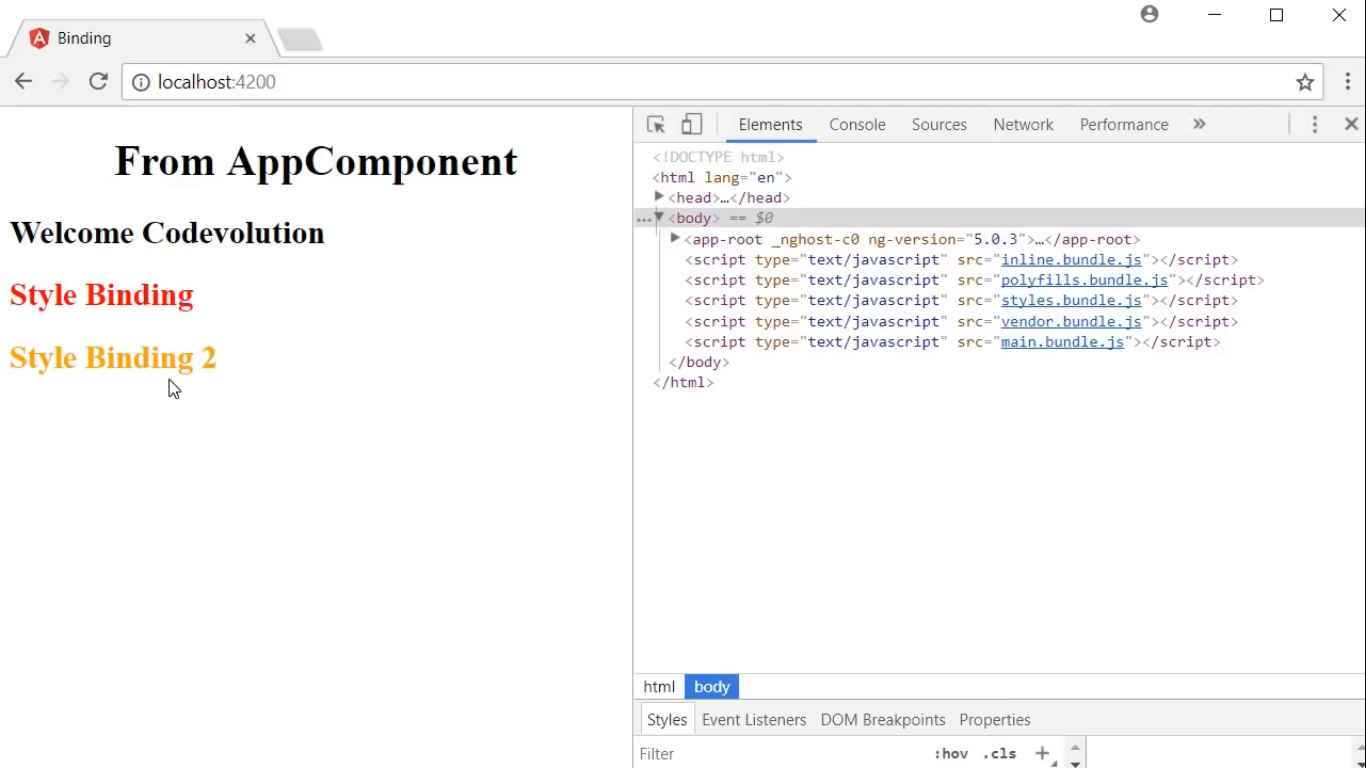 Binding
localhost:4200
From AppComponent
Welcome Codevolution
Style Binding
Style Binding 2
Elements Console Sources Network Performance »
<!DOCTYPE html>
<html lang="en">
<head>…</head>
<body> == $0
<app-root _nghost-c0 ng-version="5.0.3">…</app-root>
<script type="text/javascript" src="inline.bundle.js"></script>
<script type="text/javascript" src="polyfills.bundle.js"></script>
<script type="text/javascript" src="styles.bundle.js"></script>
<script type="text/javascript" src="vendor.bundle.js"></script>
<script type="text/javascript" src="main.bundle.js"></script>
</body>
</html>
html body
Styles Event Listeners DOM Breakpoints Properties
Filter :hov .cls +